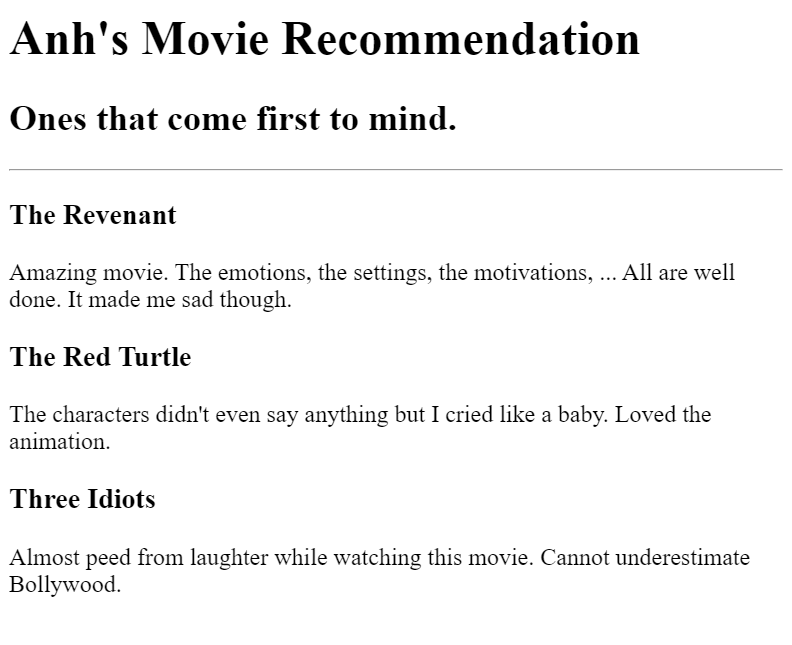 Anh's Movie Recommendation
Ones that come first to mind.
The Revenant
Amazing movie. The emotions, the settings, the motivations, ... All are well
done. It made me sad though.
The Red Turtle
The characters didn't even say anything but I cried like a baby. Loved the
animation.
Three Idiots
Almost peed from laughter while watching this movie. Cannot underestimate
Bollywood.